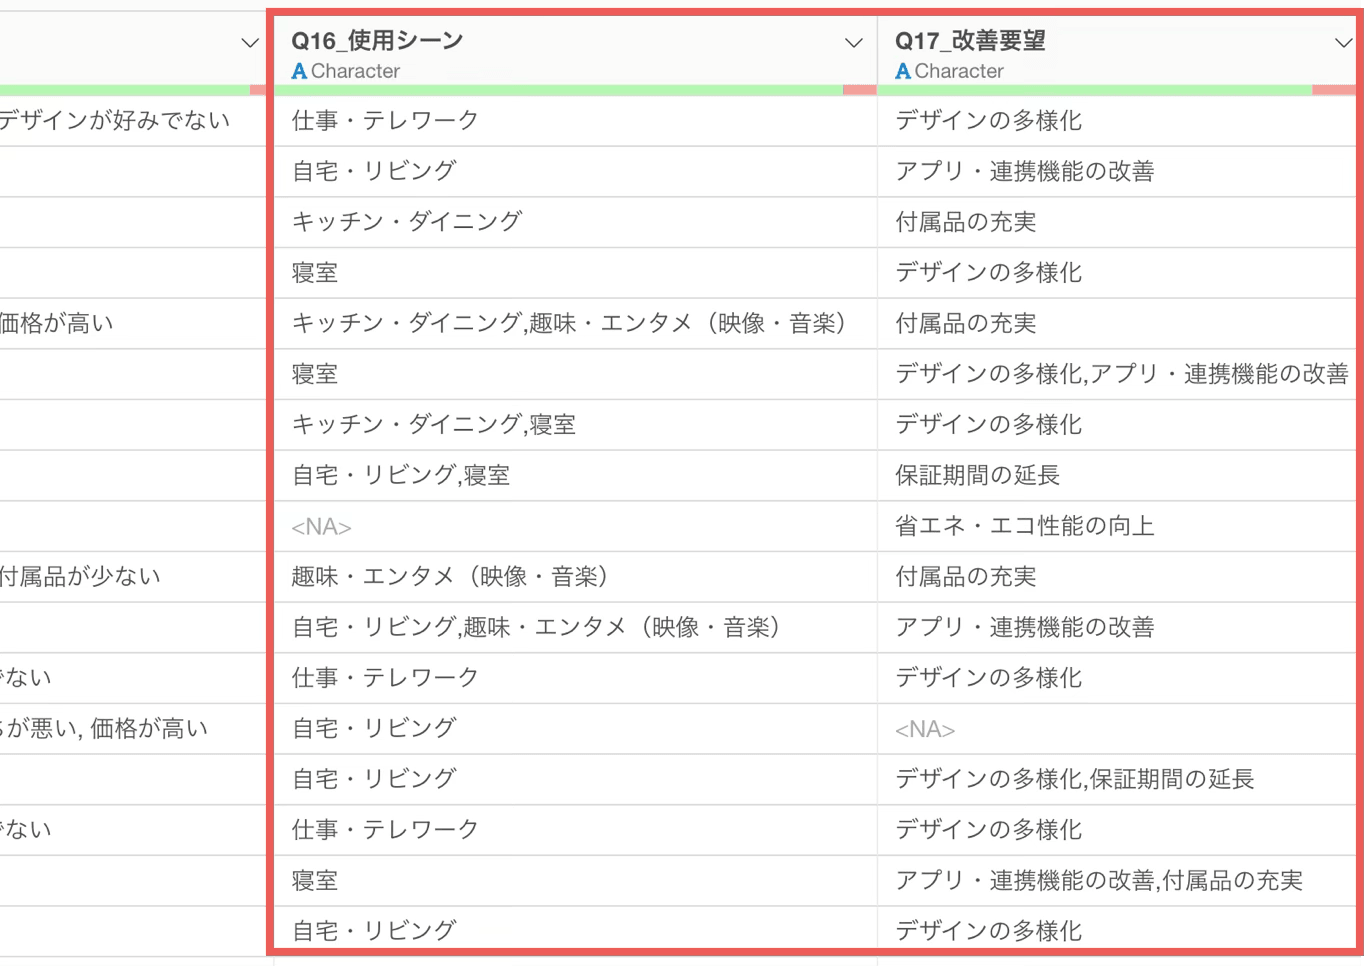 Q16_使用シーン Q17_改善要望
A Character A Character
デザインが好みでない 仕事・テレワーク デザインの多様化
自宅・リビング アプリ・連携機能の改善
キッチン・ダイニング 付属品の充実
寝室 デザインの多様化
価格が高い キッチン・ダイニング,趣味・エンタメ（映像・音楽） 付属品の充実
寝室 デザインの多様化,アプリ・連携機能の改善
キッチン・ダイニング,寝室 デザインの多様化
自宅・リビング,寝室 保証期間の延長
<NA> 省エネ・エコ性能の向上
付属品が少ない 趣味・エンタメ（映像・音楽） 付属品の充実
自宅・リビング,趣味・エンタメ（映像・音楽） アプリ・連携機能の改善
でない 仕事・テレワーク デザインの多様化
が悪い, 価格が高い 自宅・リビング <NA>
自宅・リビング デザインの多様化,保証期間の延長
でない 仕事・テレワーク デザインの多様化
寝室 アプリ・連携機能の改善,付属品の充実
自宅・リビング デザインの多様化